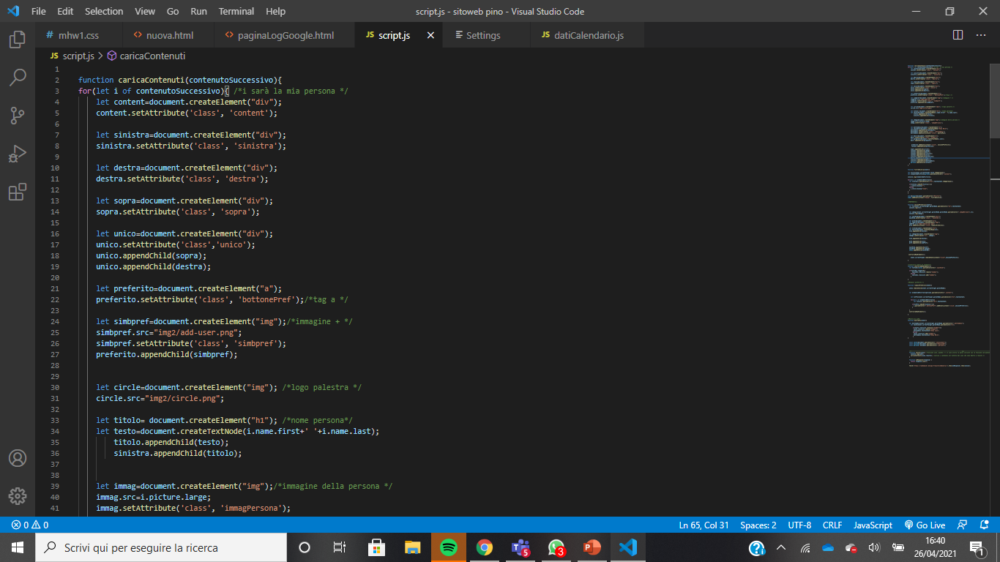 File Edit Selection View Go Run Terminal Help script.js - sitoweb pino - Visual Studio Code
# mhw1.css <> nuova.html <> paginaLogGoogle.html JS script.js × Settings JS datiCalendario.js ...
JS script.js > caricaContenuti
1
2 function caricaContenuti(contenutoSuccessivo){
3 for(let i of contenutoSuccessivo){ /*i sarà la mia persona */
4 let content=document.createElement("div");
5 content.setAttribute('class', 'content');
6
7 let sinistra=document.createElement("div");
8 sinistra.setAttribute('class', 'sinistra');
9
10 let destra=document.createElement("div");
11 destra.setAttribute('class', 'destra');
12
13 let sopra=document.createElement("div");
14 sopra.setAttribute('class', 'sopra');
15
16 let unico=document.createElement("div");
17 unico.setAttribute('class','unico');
18 unico.appendChild(sopra);
19 unico.appendChild(destra);
20
21 let preferito=document.createElement("a");
22 preferito.setAttribute('class', 'bottonePref');/*tag a */
23
24 let simbpref=document.createElement("img");/*immagine + */
25 simbpref.src="img2/add-user.png";
26 simbpref.setAttribute('class', 'simbpref');
27 preferito.appendChild(simbpref);
28
29
30 let circle=document.createElement("img"); /*logo palestra */
31 circle.src="img2/circle.png";
32
33 let titolo= document.createElement("h1"); /*nome persona*/
34 let testo=document.createTextNode(i.name.first+' '+i.name.last);
35 titolo.appendChild(testo);
36 sinistra.appendChild(titolo);
37
38
39 let immag=document.createElement("img");/*immagine della persona */
40 immag.src=i.picture.large;
41 immag.setAttribute('class', 'immagPersona');
0 0 Ln 65, Col 31 Spaces: 2 UTF-8 CRLF JavaScript Go Live
Scrivi qui per eseguire la ricerca 5 3 16:40
26/04/2021 1